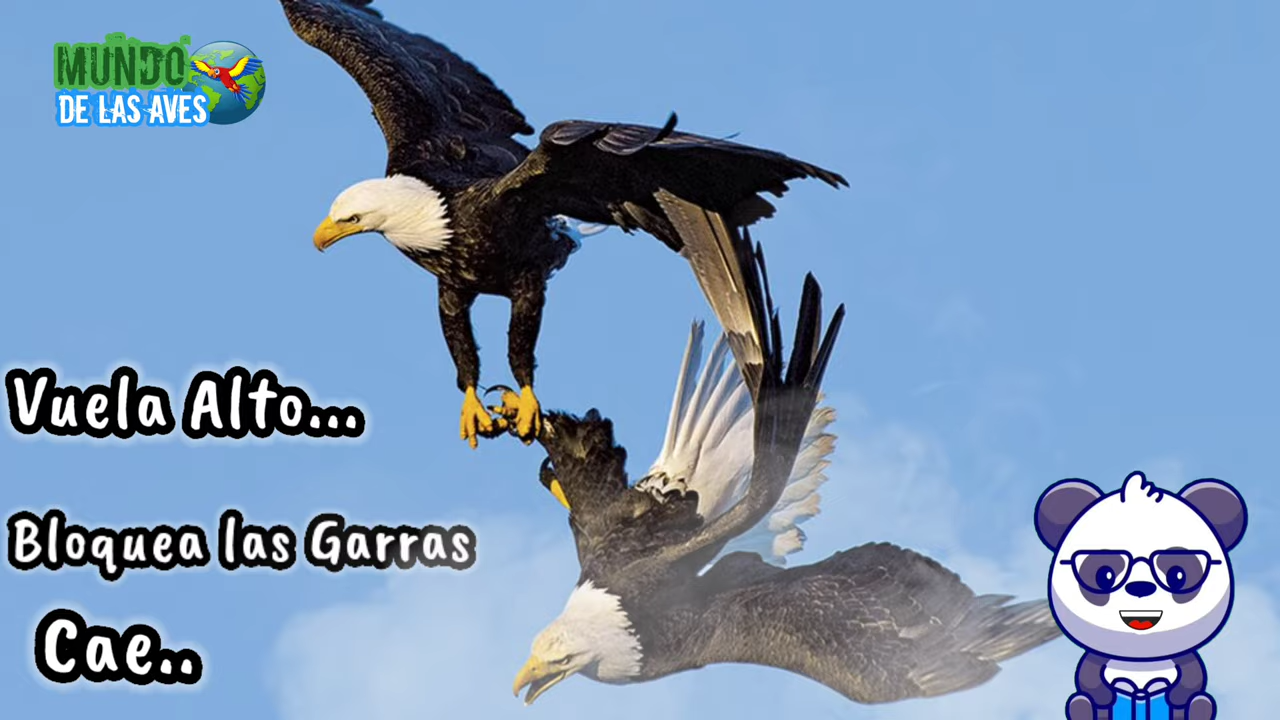 MUNDO
DE LAS AVES
Vuela Alto...
Bloquea las Garras
Cae..